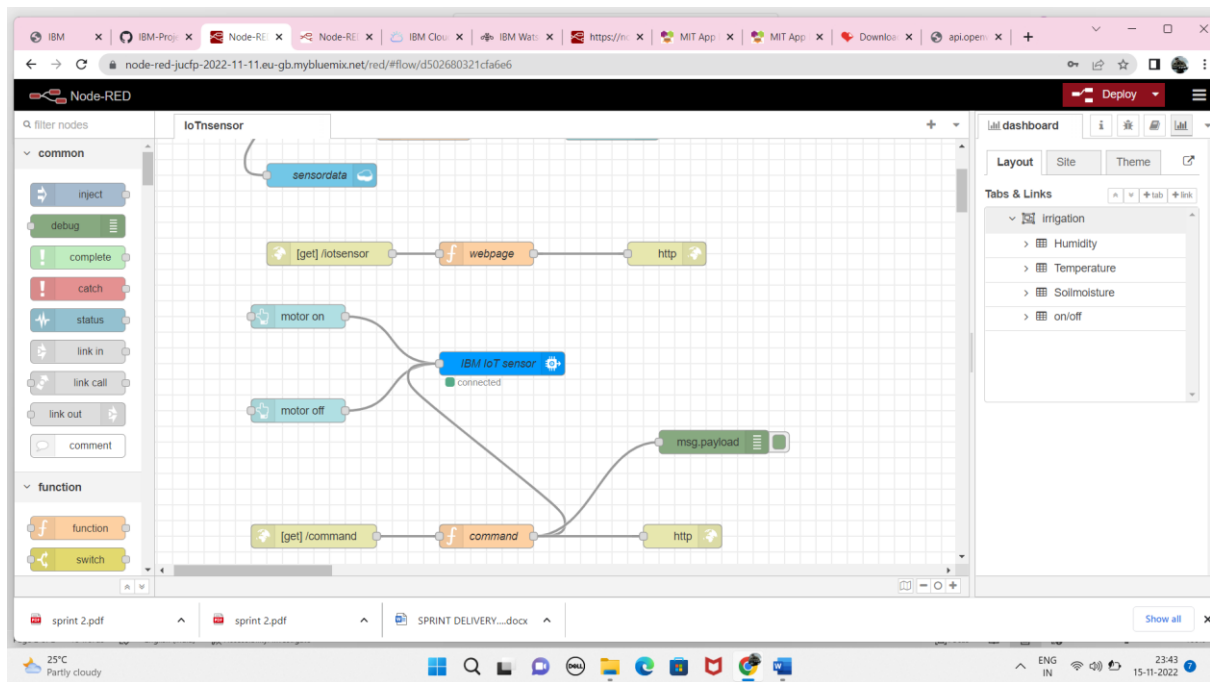 IBM
IBM-Proj
Node-RE
Node-RE
IBM Clou
IBM Wats
https://n
MIT App
MIT App
Downloa
api.open
node-red-jucfp-2022-11-11.eu-gb.mybluemix.net/red/#flow/d502680321cfa6e6
Node-RED
Deploy
filter nodes
IoTnsensor
dashboard
common
inject
debug
complete
catch
status
link in
link call
link out
comment
function
function
switch
sensordata
[get] /iotsensor
webpage
http
motor on
IBM IoT sensor
connected
motor off
msg.payload
[get] /command
command
http
Layout
Site
Theme
Tabs & Links
tab
link
irrigation
Humidity
Temperature
Soilmoisture
on/off
sprint 2.pdf
sprint 2.pdf
SPRINT DELIVERY....docx
Show all
25°C
Partly cloudy
DELL
ENG
IN
23:43
15-11-2022
7